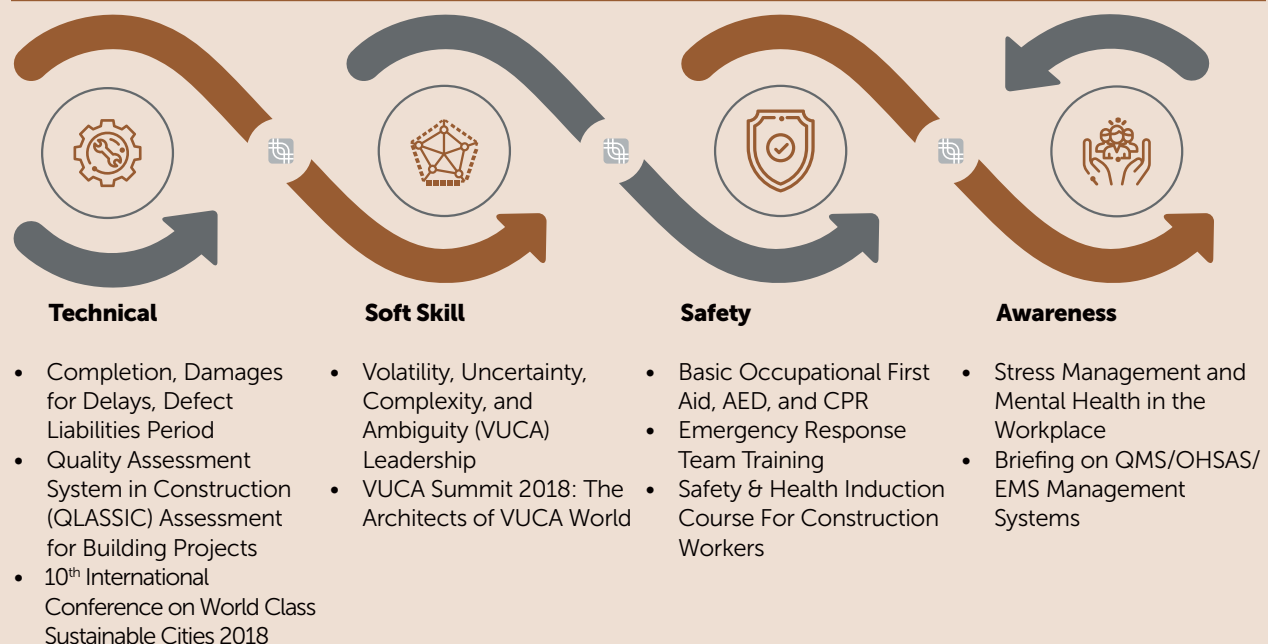 Technical
• Completion, Damages
for Delays, Defect
Liabilities Period
• Quality Assessment
System in Construction
(QLASSIC) Assessment
for Building Projects
• 10th International
Conference on World Class
Sustainable Cities 2018
Soft Skill
• Volatility, Uncertainty,
Complexity, and
Ambiguity (VUCA)
Leadership
• VUCA Summit 2018: The
Architects of VUCA World
Safety
• Basic Occupational First
Aid, AED, and CPR
• Emergency Response
Team Training
• Safety & Health Induction
Course For Construction
Workers
Awareness
• Stress Management and
Mental Health in the
Workplace
• Briefing on QMS/OHSAS/
EMS Management
Systems